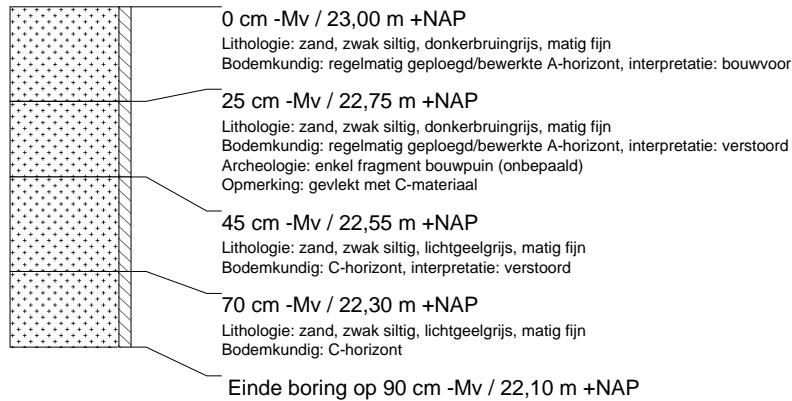 0 cm -Mv / 23,00 m +NAP
Lithologie: zand, zwak siltig, donkerbruingrijs, matig fijn
Bodemkundig: regelmatig geploegd/bewerkte A-horizont, interpretatie: bouwvoor
25 cm -Mv / 22,75 m +NAP
Lithologie: zand, zwak siltig, donkerbruingrijs, matig fijn
Bodemkundig: regelmatig geploegd/bewerkte A-horizont, interpretatie: verstoord
Archeologie: enkel fragment bouwpuin (onbepaald)
Opmerking: gevlekt met C-materiaal
45 cm -Mv / 22,55 m +NAP
Lithologie: zand, zwak siltig, lichtgeelgrijs, matig fijn
Bodemkundig: C-horizont, interpretatie: verstoord
70 cm -Mv / 22,30 m +NAP
Lithologie: zand, zwak siltig, lichtgeelgrijs, matig fijn
Bodemkundig: C-horizont
Einde boring op 90 cm -Mv / 22,10 m +NAP